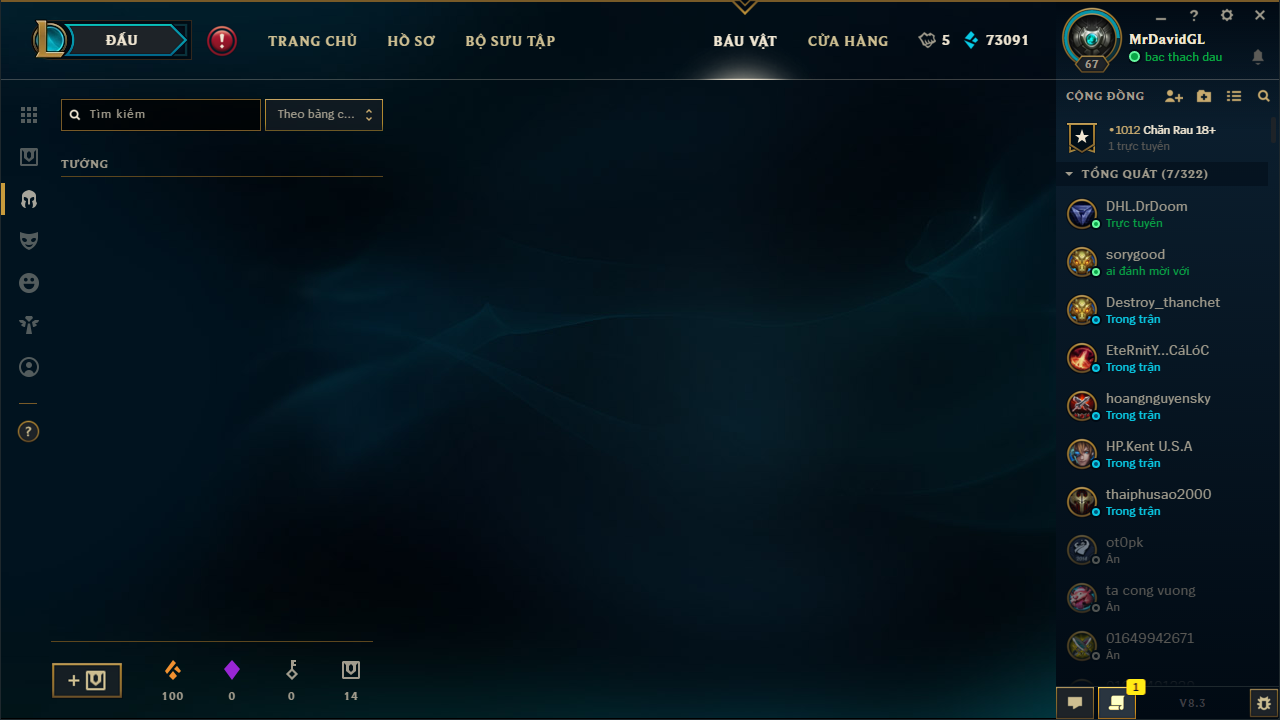 ĐẤU
TRANG CHỦ
HỒ SƠ
BỘ SƯU TẬP
BÁU VẬT
CỬA HÀNG
5
73091
67
MrDavidGL
bac thach dau
Tìm kiếm
Theo bảng c...
TƯỚNG
CỘNG ĐỒNG
•1012 Chăn Rau 18+
1 trực tuyến
TỔNG QUÁT (7/322)
DHL.DrDoom
Trực tuyến
sorygood
ai đánh mời với
Destroy_thanchet
Trong trận
EteRnitY...CáLóC
Trong trận
hoangnguyensky
Trong trận
HP.Kent U.S.A
Trong trận
thaiphusao2000
Trong trận
ot0pk
Ẩn
ta cong vuong
Ẩn
01649942671
Ẩn
100
0
0
14
1
V8.3